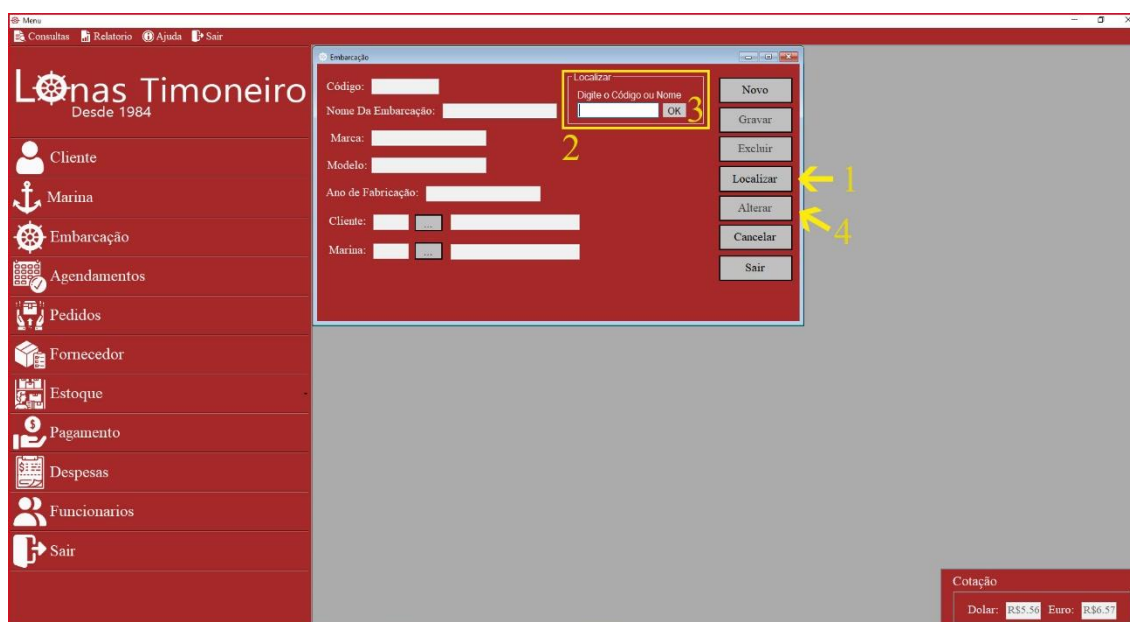 Menu
Consultas Relatorio Ajuda Sair
Lonas Timoneiro
Desde 1984
Cliente
Marina
Embarcação
Agendamentos
Pedidos
Fornecedor
Estoque
Pagamento
Despesas
Funcionarios
Sair
Embarcação
Código:
Nome Da Embarcação:
Marca:
Modelo:
Ano de Fabricação:
Cliente: ...
Marina: ...
Localizar
Digite o Código ou Nome
OK 3
2
Novo
Gravar
Excluir
Localizar 1
Alterar 4
Cancelar
Sair
Cotação
Dolar: R$5.56 Euro: R$6.57